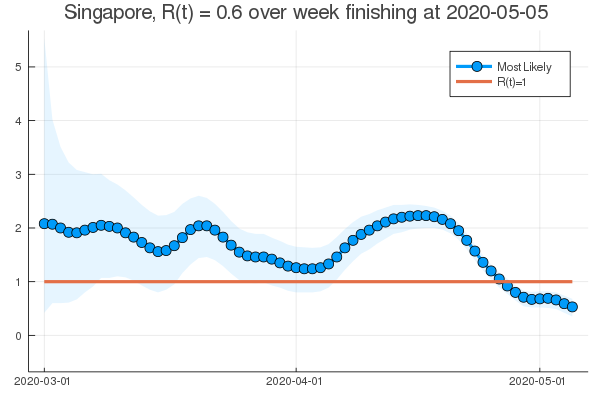 Singapore, R(t) = 0.6 over week finishing at 2020-05-05
Most Likely
R(t)=1
5
4
3
2
1
0
2020-03-01 2020-04-01 2020-05-01